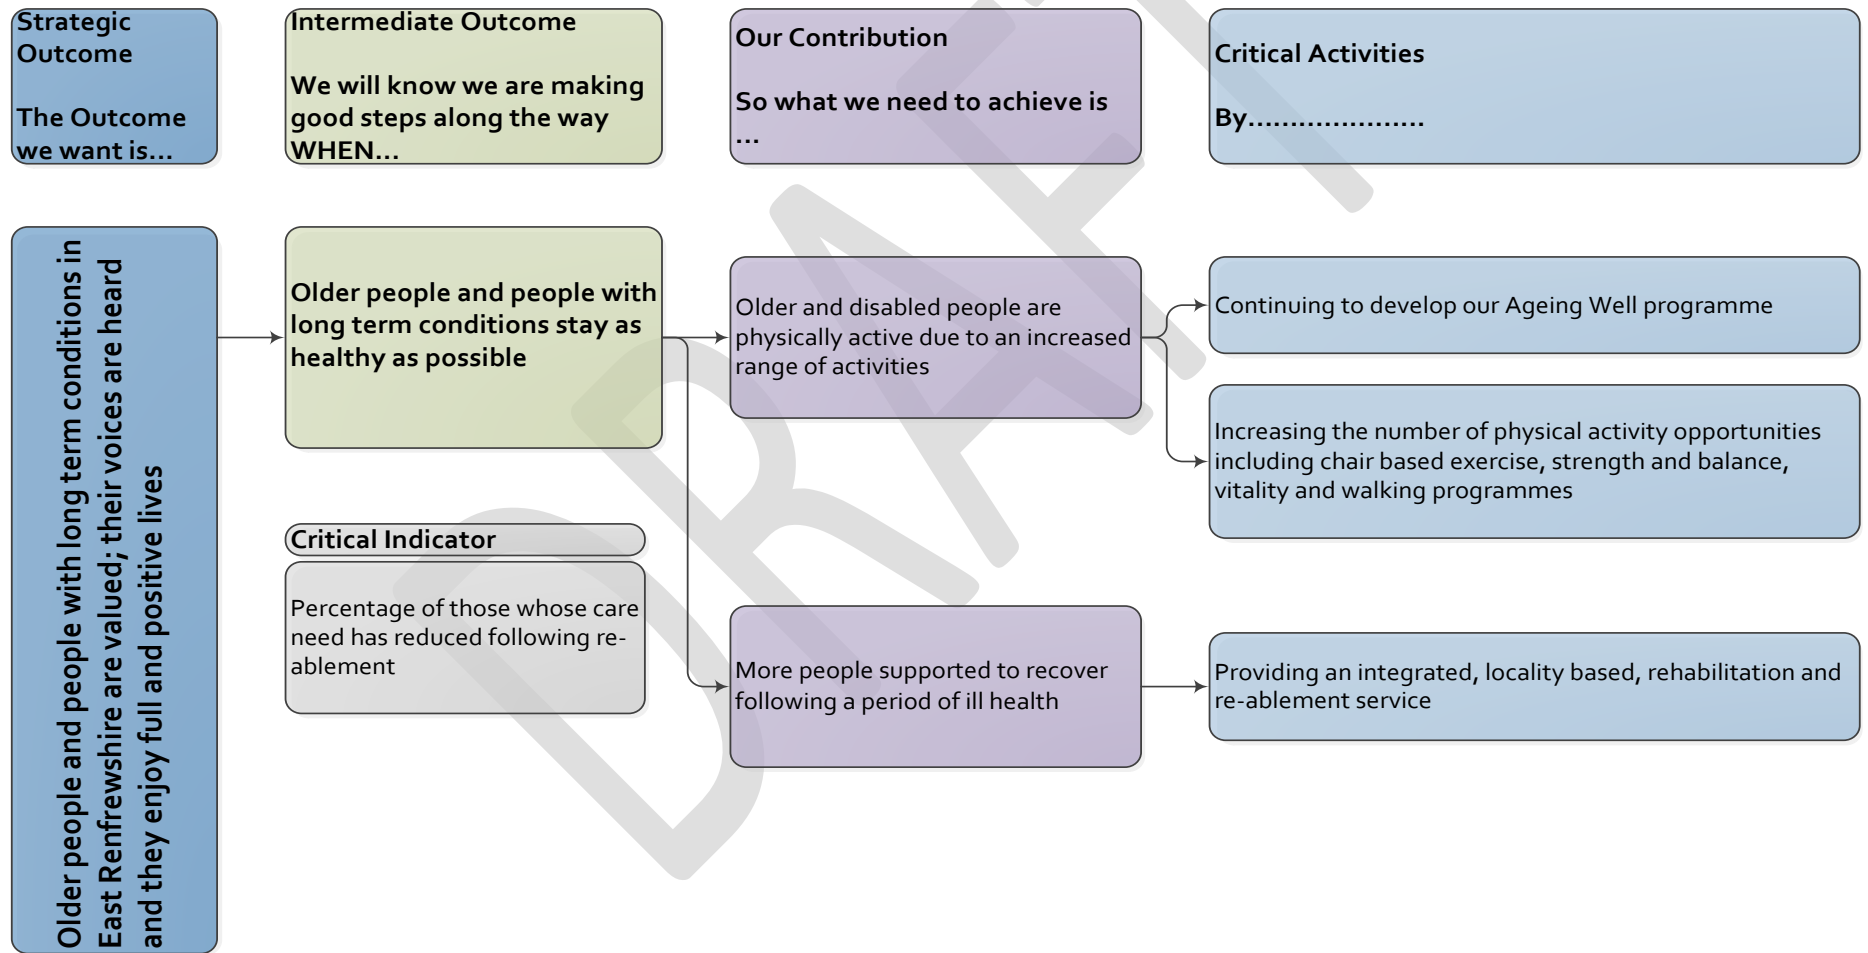 Strategic
Outcome
The Outcome
we want is...
Intermediate Outcome
We will know we are making
good steps along the way
WHEN...
Our Contribution
So what we need to achieve is
...
Critical Activities
By.....................
Older people and people with long term conditions in
East Renfrewshire are valued; their voices are heard
and they enjoy full and positive lives
Older people and people with
long term conditions stay as
healthy as possible
Critical Indicator
Percentage of those whose care
need has reduced following re-
ablement
Older and disabled people are
physically active due to an increased
range of activities
More people supported to recover
following a period of ill health
Continuing to develop our Ageing Well programme
Increasing the number of physical activity opportunities
including chair based exercise, strength and balance,
vitality and walking programmes
Providing an integrated, locality based, rehabilitation and
re-ablement service
DRAFT